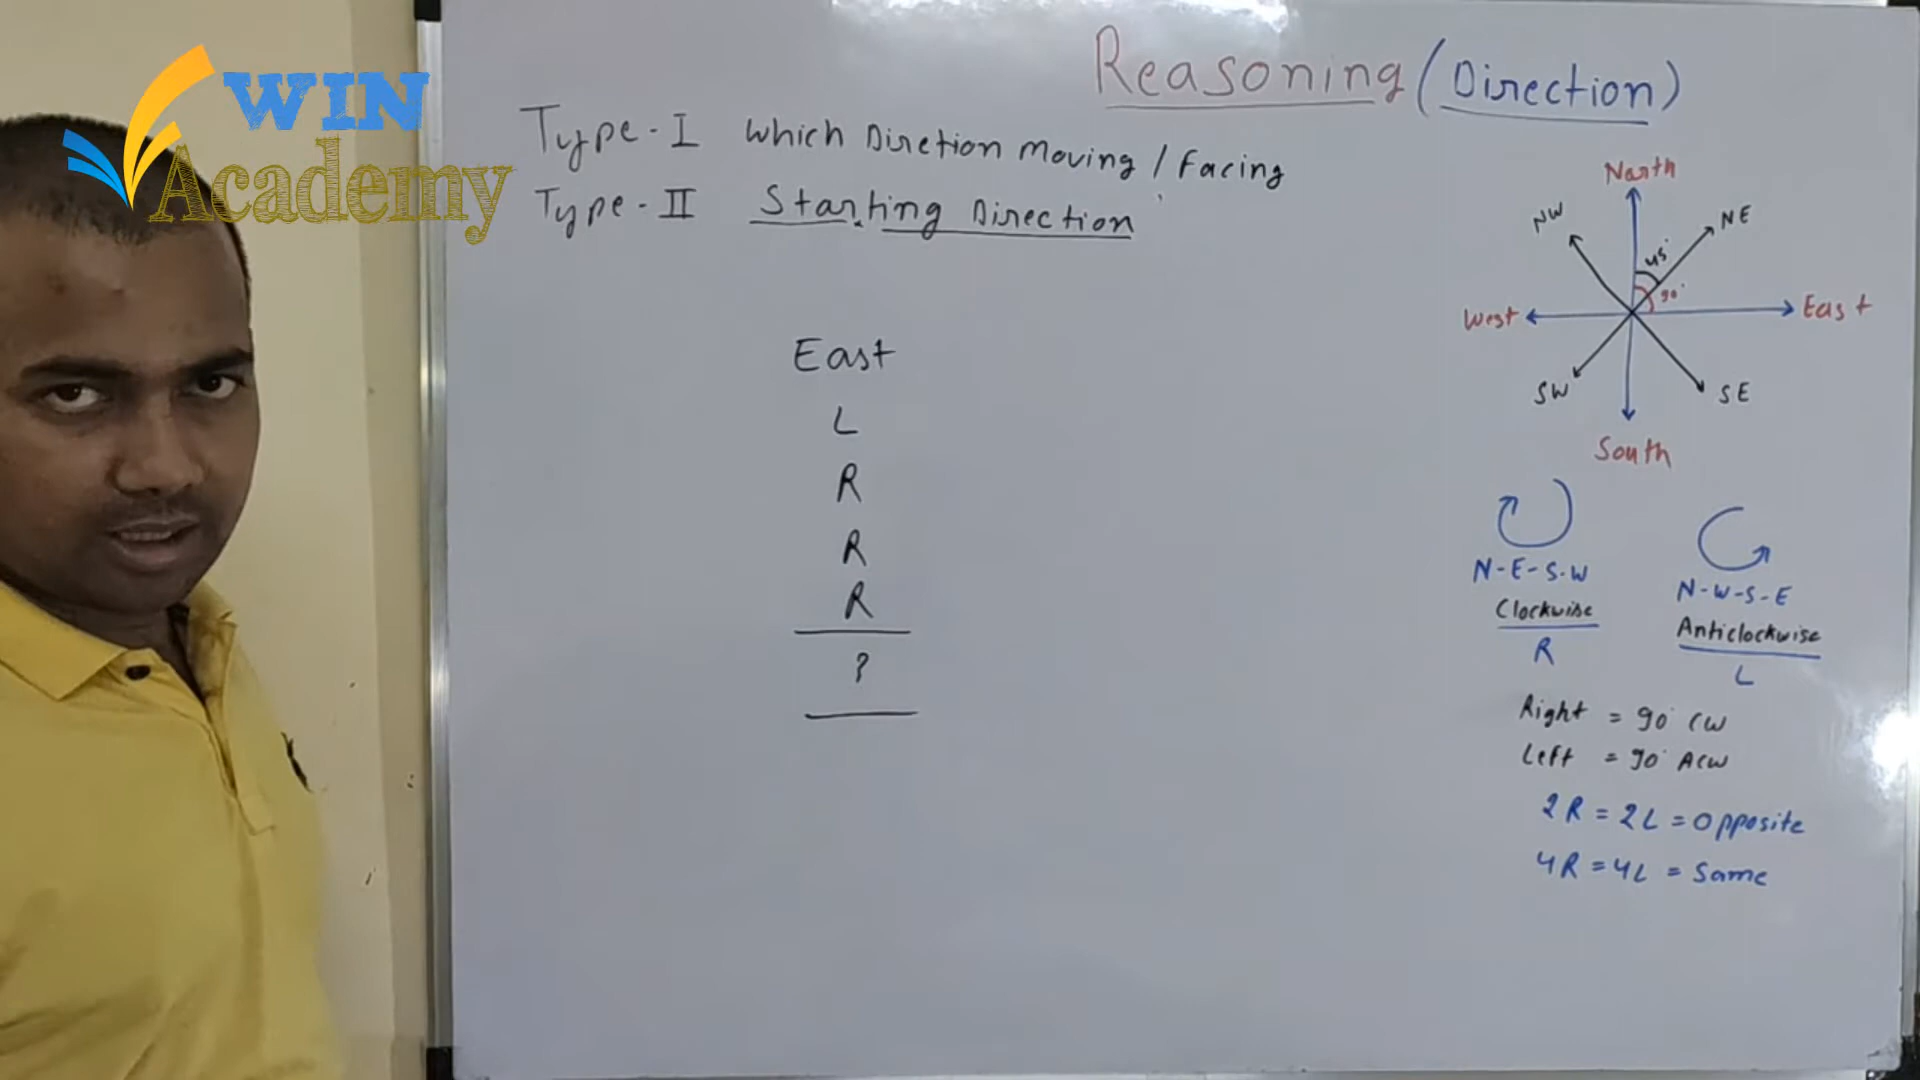 WIN
Academy
Reasoning (Direction)
Type-I Which Diretion Moving / Facing
Type-II Starting Direction
East
L
R
R
R
?
North
NW
NE
45°
90°
West
East
SW
SE
South
N-E-S-W
Clockwise
R
N-W-S-E
Anticlockwise
L
Right = 90° CW
Left = 90° ACW
2R = 2L = Opposite
4R = 4L = Same